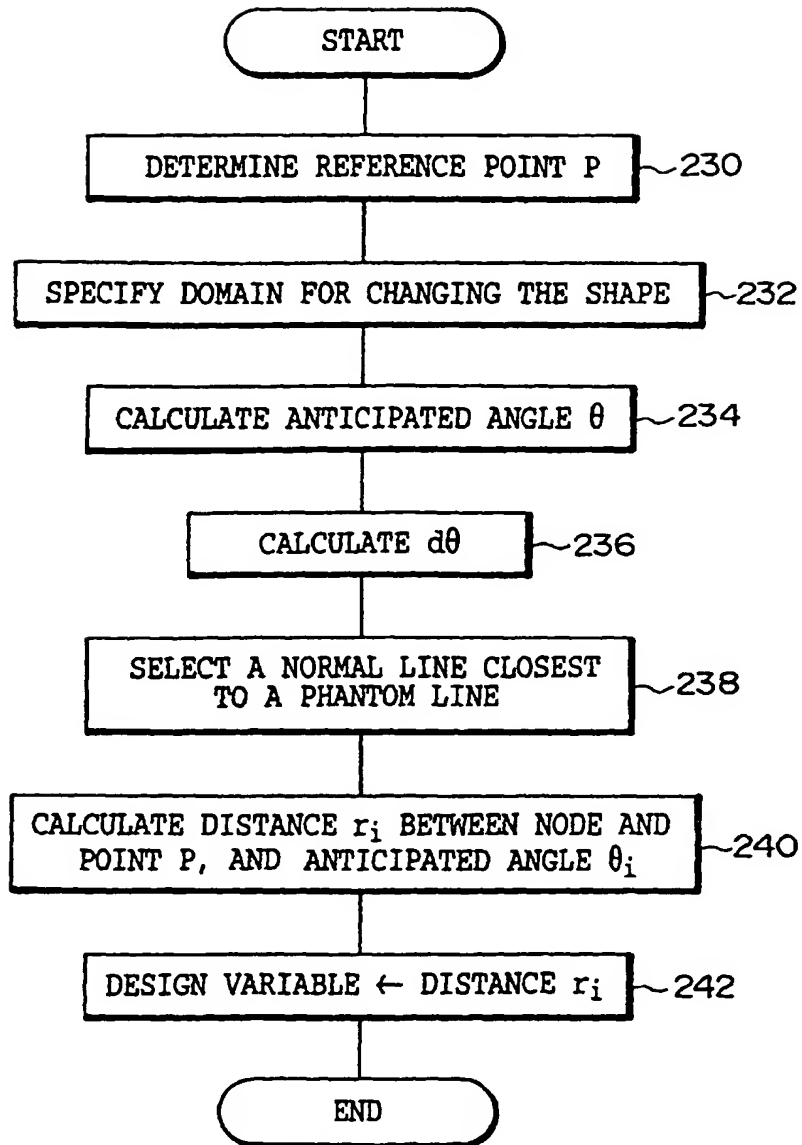 START
DETERMINE REFERENCE POINT P
230
SPECIFY DOMAIN FOR CHANGING THE SHAPE
232
CALCULATE ANTICIPATED ANGLE θ
234
CALCULATE dθ
236
SELECT A NORMAL LINE CLOSEST
TO A PHANTOM LINE
238
CALCULATE DISTANCE ri BETWEEN NODE AND
POINT P, AND ANTICIPATED ANGLE θi
240
DESIGN VARIABLE ← DISTANCE ri
242
END